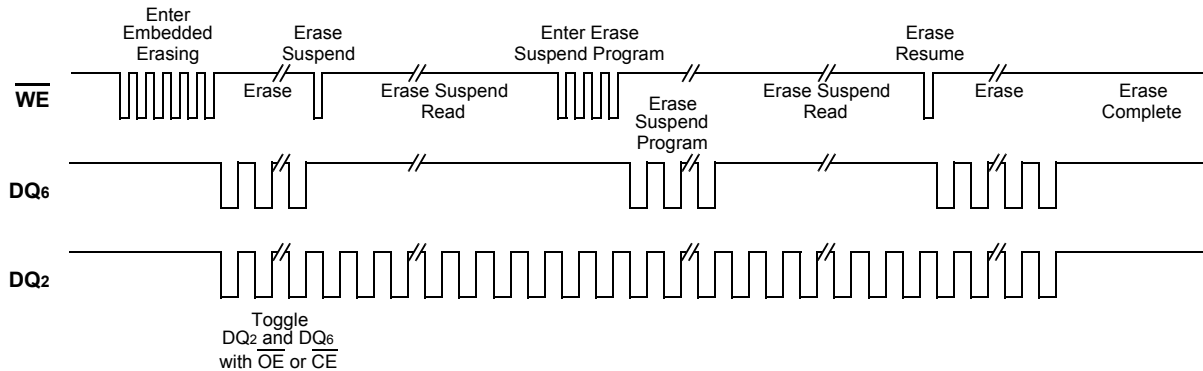 Enter
Embedded
Erasing
Erase
Suspend
Enter Erase
Suspend Program
Erase
Resume
WE
Erase
Erase Suspend
Read
Erase
Suspend
Program
Erase Suspend
Read
Erase
Erase
Complete
DQ6
DQ2
Toggle
DQ2 and DQ6
with OE or CE